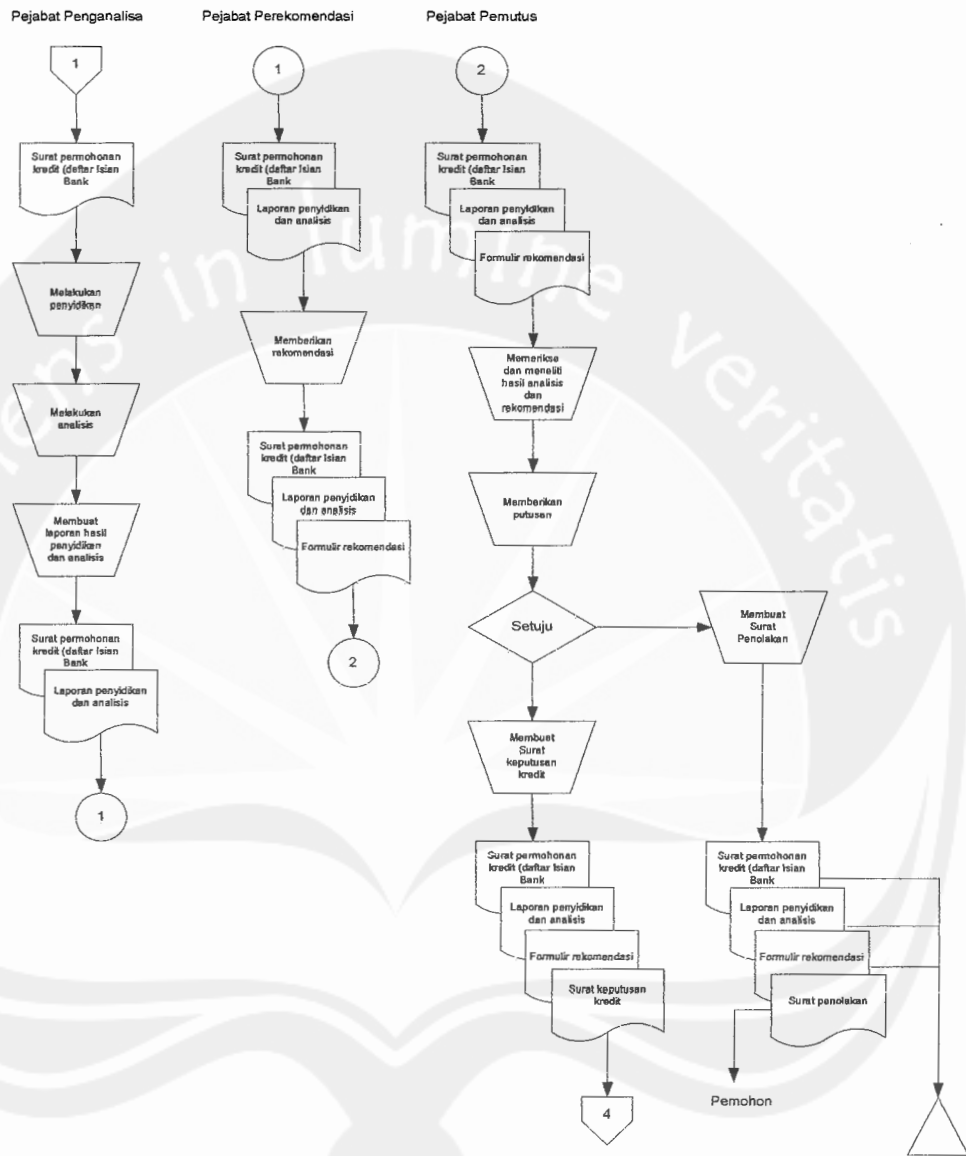 Pejabat Penganalisa
1
Surat permohonan
kredit (daftar Isian
Bank
Melakukan
penyidikan
Melakukan
analisis
Membuat
laporan hasil
penyidikan
dan analisis
Surat permohonan
kredit (daftar Isian
Bank
Laporan penyidikan
dan analisis
1
Pejabat Perekomendasi
1
Surat permohonan
kredit (daftar Isian
Bank
Laporan penyidikan
dan analisis
Memberikan
rekomendasi
Surat permohonan
kredit (daftar Isian
Bank
Laporan penyidikan
dan analisis
Formulir rekomendasi
2
Pejabat Pemutus
2
Surat permohonan
kredit (daftar Isian
Bank
Laporan penyidikan
dan analisis
Formulir rekomendasi
Memeriksa
dan meneliti
hasil analisis
dan
rekomendasi
Memberikan
putusan
Setuju
Membuat
Surat
Penolakan
Membuat
Surat
keputusan
kredit
Surat permohonan
kredit (daftar Isian
Bank
Laporan penyidikan
dan analisis
Formulir rekomendasi
Surat keputusan
kredit
4
Surat permohonan
kredit (daftar Isian
Bank
Laporan penyidikan
dan analisis
Formulir rekomendasi
Surat penolakan
Pemohon
ens in lumine veritatis